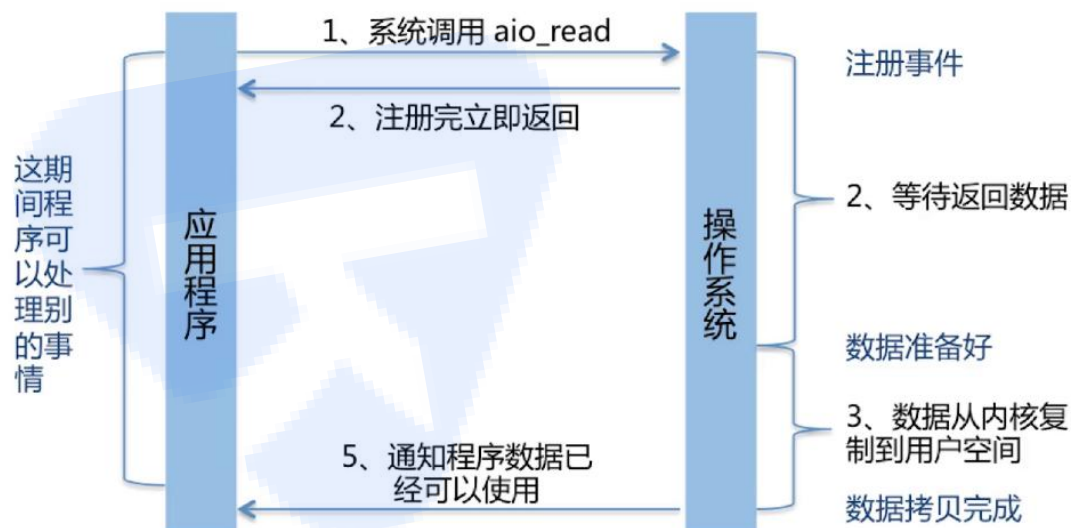 1、系统调用 aio_read
注册事件
2、注册完立即返回
这期
间程
序可
以处
理别
的事
情
应
用
程
序
操
作
系
统
2、等待返回数据
数据准备好
3、数据从内核复
制到用户空间
5、通知程序数据已
经可以使用
数据拷贝完成